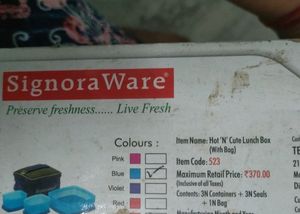 SignoraWare®
Preserve freshness...... Live Fresh
Colours :
Pink
Blue
Violet
Red
Item Name: Hot 'N' Cute Lunch Box
(With Bag)
Item Code: 523
Maximum Retail Price: ₹370.00
(Inclusive of all Taxes)
Contents: 3N Containers + 3N Seals
+ 1N Bag